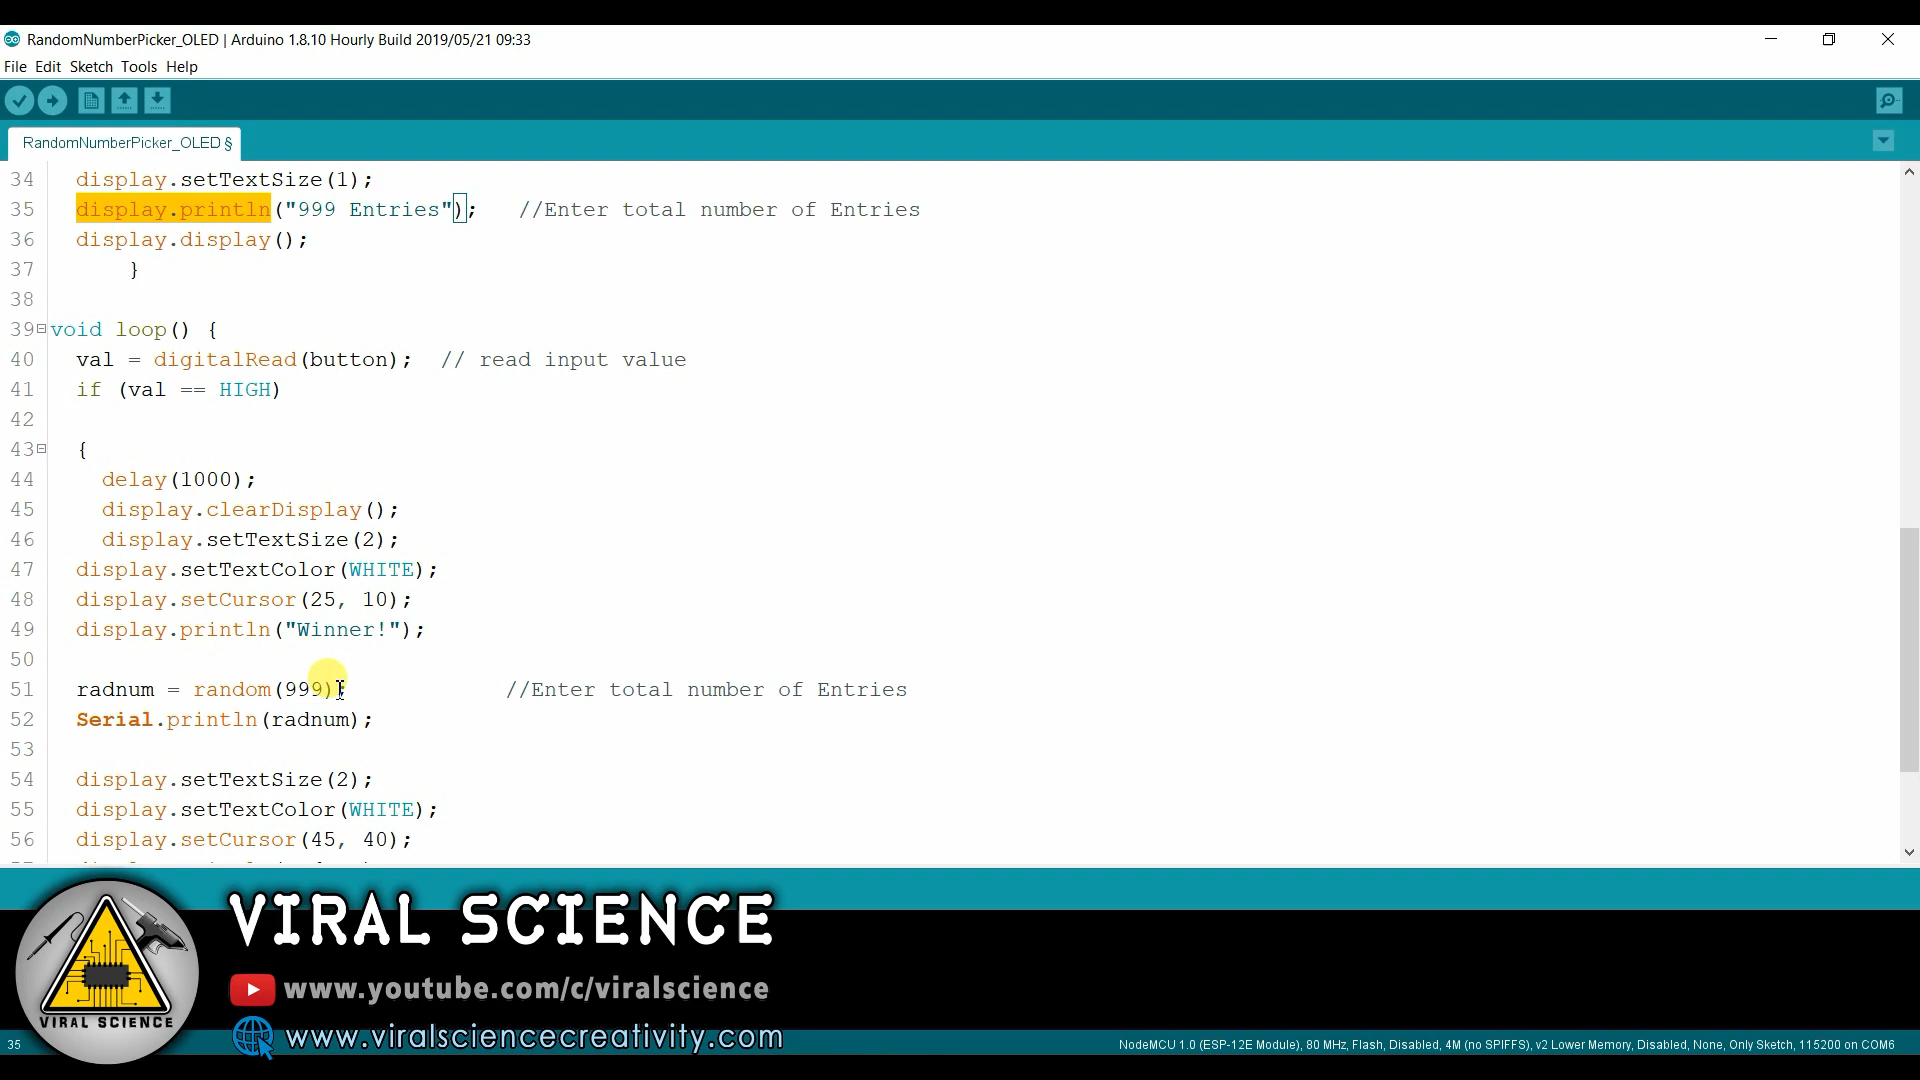 RandomNumberPicker_OLED | Arduino 1.8.10 Hourly Build 2019/05/21 09:33
File Edit Sketch Tools Help
RandomNumberPicker_OLED §
34 display.setTextSize(1);
35 display.println("999 Entries"); //Enter total number of Entries
36 display.display();
37 }
38
39 void loop() {
40 val = digitalRead(button); // read input value
41 if (val == HIGH)
42
43 {
44 delay(1000);
45 display.clearDisplay();
46 display.setTextSize(2);
47 display.setTextColor(WHITE);
48 display.setCursor(25, 10);
49 display.println("Winner!");
50
51 radnum = random(999); //Enter total number of Entries
52 Serial.println(radnum);
53
54 display.setTextSize(2);
55 display.setTextColor(WHITE);
56 display.setCursor(45, 40);
VIRAL SCIENCE
www.youtube.com/c/viralscience
VIRAL SCIENCE
www.viralsciencecreativity.com
35 NodeMCU 1.0 (ESP-12E Module), 80 MHz, Flash, Disabled, 4M (no SPIFFS), v2 Lower Memory, Disabled, None, Only Sketch, 115200 on COM6